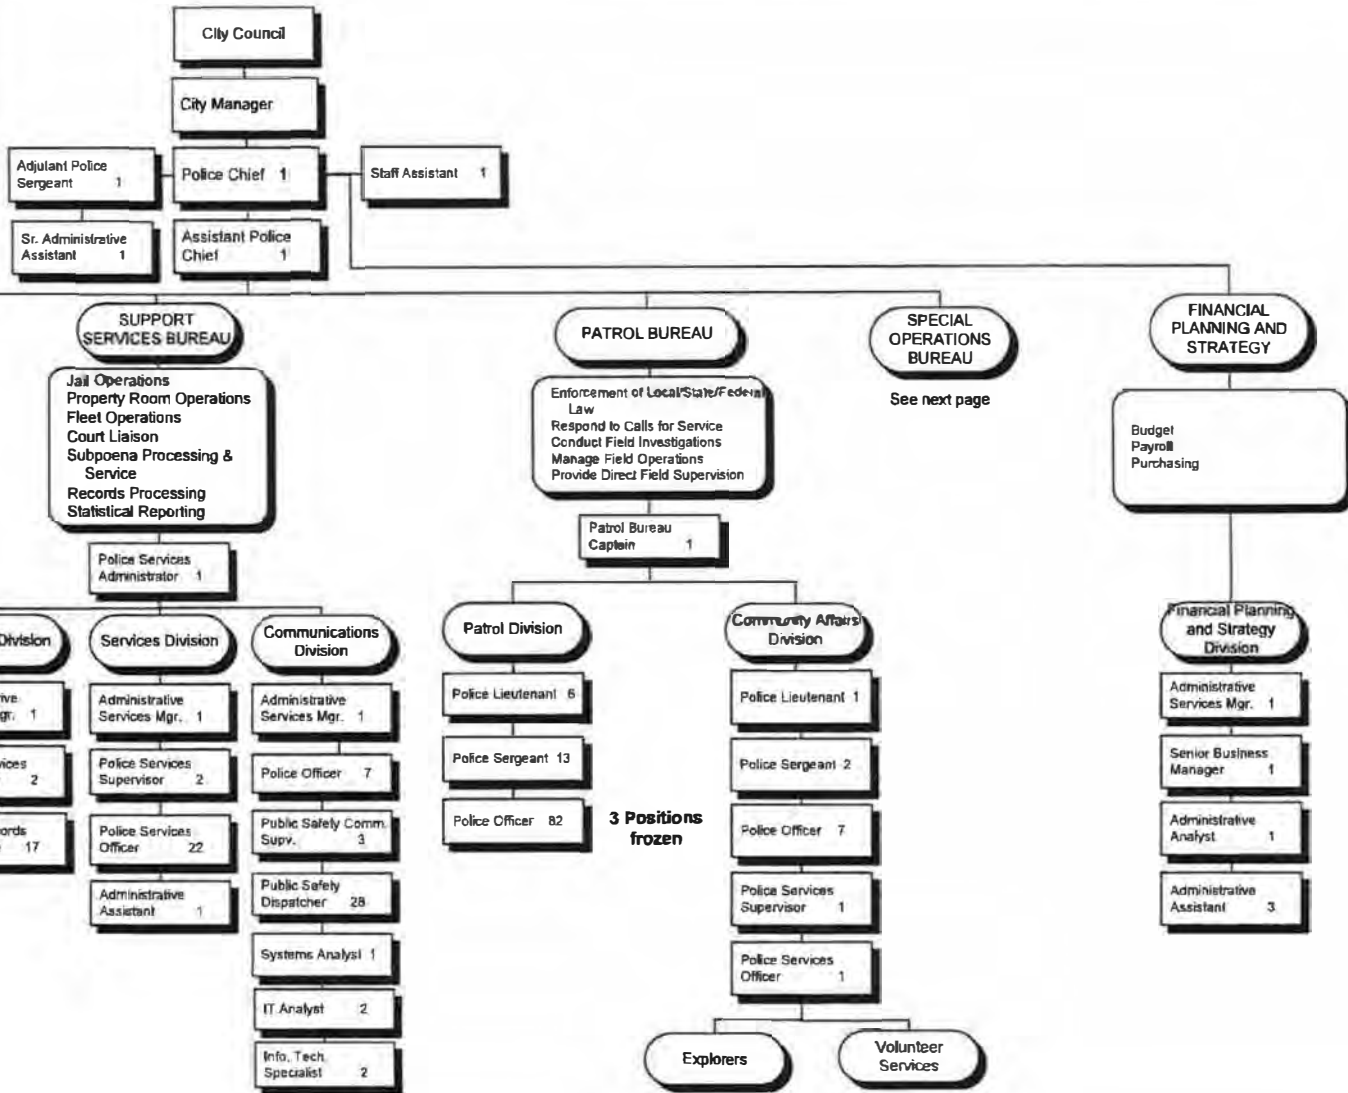 City Council
City Manager
Adjutant Police
Sergeant 1
Police Chief 1
Staff Assistant 1
Sr. Administrative
Assistant 1
Assistant Police
Chief 1
SUPPORT
SERVICES BUREAU
PATROL BUREAU
SPECIAL
OPERATIONS
BUREAU
FINANCIAL
PLANNING AND
STRATEGY
Jail Operations
Property Room Operations
Fleet Operations
Court Liaison
Subpoena Processing &
Service
Records Processing
Statistical Reporting
Enforcement of Local/State/Federal
Law
Respond to Calls for Service
Conduct Field Investigations
Manage Field Operations
Provide Direct Field Supervision
See next page
Budget
Payroll
Purchasing
Police Services
Administrator 1
Patrol Bureau
Captain 1
Division
Services Division
Communications
Division
Patrol Division
Community Affairs
Division
Financial Planning
and Strategy
Division
ive
gr. 1
vices
2
ords
17
Administrative
Services Mgr. 1
Police Services
Supervisor 2
Police Services
Officer 22
Administrative
Assistant 1
Administrative
Services Mgr. 1
Police Officer 7
Public Safety Comm.
Supv. 3
Public Safety
Dispatcher 28
Systems Analyst 1
IT Analyst 2
Info. Tech.
Specialist 2
Police Lieutenant 6
Police Sergeant 13
Police Officer 82
3 Positions
frozen
Police Lieutenant 1
Police Sergeant 2
Police Officer 7
Police Services
Supervisor 1
Police Services
Officer 1
Explorers
Volunteer
Services
Administrative
Services Mgr. 1
Senior Business
Manager 1
Administrative
Analyst 1
Administrative
Assistant 3